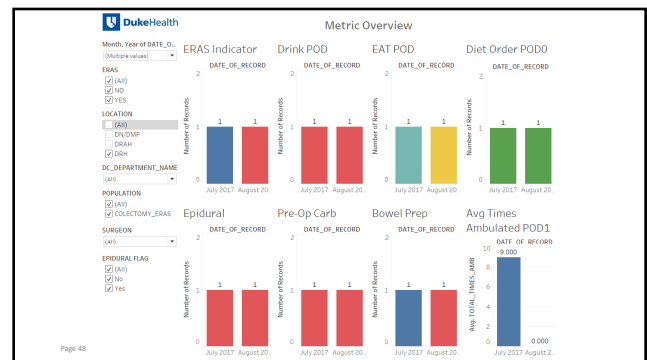 DukeHealth
Metric Overview
Month, Year of DATE_O..
(Multiple values)
ERAS
(All)
NO
YES
LOCATION
(All)
DN/DMP
DRAH
DRH
DC_DEPARTMENT_NAME
(All)
POPULATION
(All)
COLECTOMY_ERAS
SURGEON
(All)
EPIDURAL FLAG
(All)
No
Yes
ERAS Indicator
DATE_OF_RECORD
Number of Records
2
1
0
1 1
July 2017 August 20..
Drink POD
DATE_OF_RECORD
Number of Records
2
1
0
1 1
July 2017 August 20..
EAT POD
DATE_OF_RECORD
Number of Records
2
1
0
1 1
July 2017 August 20..
Diet Order POD0
DATE_OF_RECORD
Number of Records
2
1
0
1 1
July 2017 August 20..
Epidural
DATE_OF_RECORD
Number of Records
2
1
0
1 1
July 2017 August 20..
Pre-Op Carb
DATE_OF_RECORD
Number of Records
2
1
0
1 1
July 2017 August 20..
Bowel Prep
DATE_OF_RECORD
Number of Records
2
1
0
1 1
July 2017 August 20..
Avg Times
Ambulated POD1
DATE_OF_RECORD
Avg. TOTAL_TIMES_AMB
10
8
6
4
2
0
9.000
0.000
July 2017 August 2..
Page 48